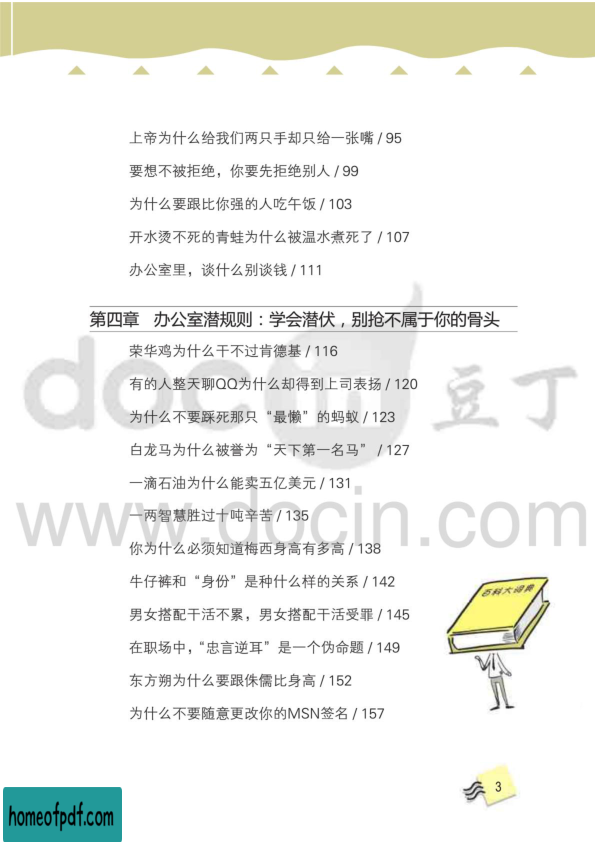 上帝为什么给我们两只手却只给一张嘴 / 95
要想不被拒绝，你要先拒绝别人 / 99
为什么要跟比你强的人吃午饭 / 103
开水烫不死的青蛙为什么被温水煮死了 / 107
办公室里，谈什么别谈钱 / 111
第四章 办公室潜规则：学会潜伏，别抢不属于你的骨头
荣华鸡为什么干不过肯德基 / 116
有的人整天聊QQ为什么却得到上司表扬 / 120
为什么不要踩死那只“最懒”的蚂蚁 / 123
白龙马为什么被誉为“天下第一名马” / 127
一滴石油为什么能卖五亿美元 / 131
一两智慧胜过十吨辛苦 / 135
你为什么必须知道梅西身高有多高 / 138
牛仔裤和“身份”是种什么样的关系 / 142
男女搭配干活不累，男女搭配干活受罪 / 145
在职场中，“忠言逆耳”是一个伪命题 / 149
东方朔为什么要跟侏儒比身高 / 152
为什么不要随意更改你的MSN签名 / 157
百科大词典
docin 豆丁
www.docin.com
3
homeofpdf.com